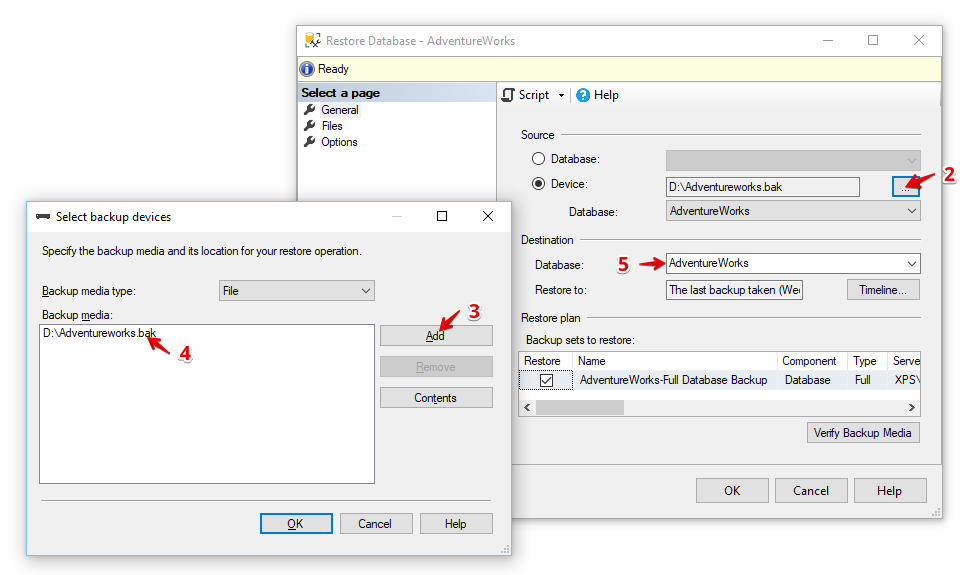 Restore Database - AdventureWorks
Ready
Select a page
General
Files
Options
Script
Help
Source
Database:
Device:
D:\Adventureworks.bak
...
2
Database:
AdventureWorks
Destination
5
Database:
AdventureWorks
Restore to:
The last backup taken (We
Timeline...
Restore plan
Backup sets to restore:
Restore Name Component Type Serve
AdventureWorks-Full Database Backup Database Full XPS\
Verify Backup Media
OK Cancel Help
Select backup devices
Specify the backup media and its location for your restore operation.
Backup media type:
File
Backup media:
3
D:\Adventureworks.bak
4
Add
Remove
Contents
OK Cancel Help